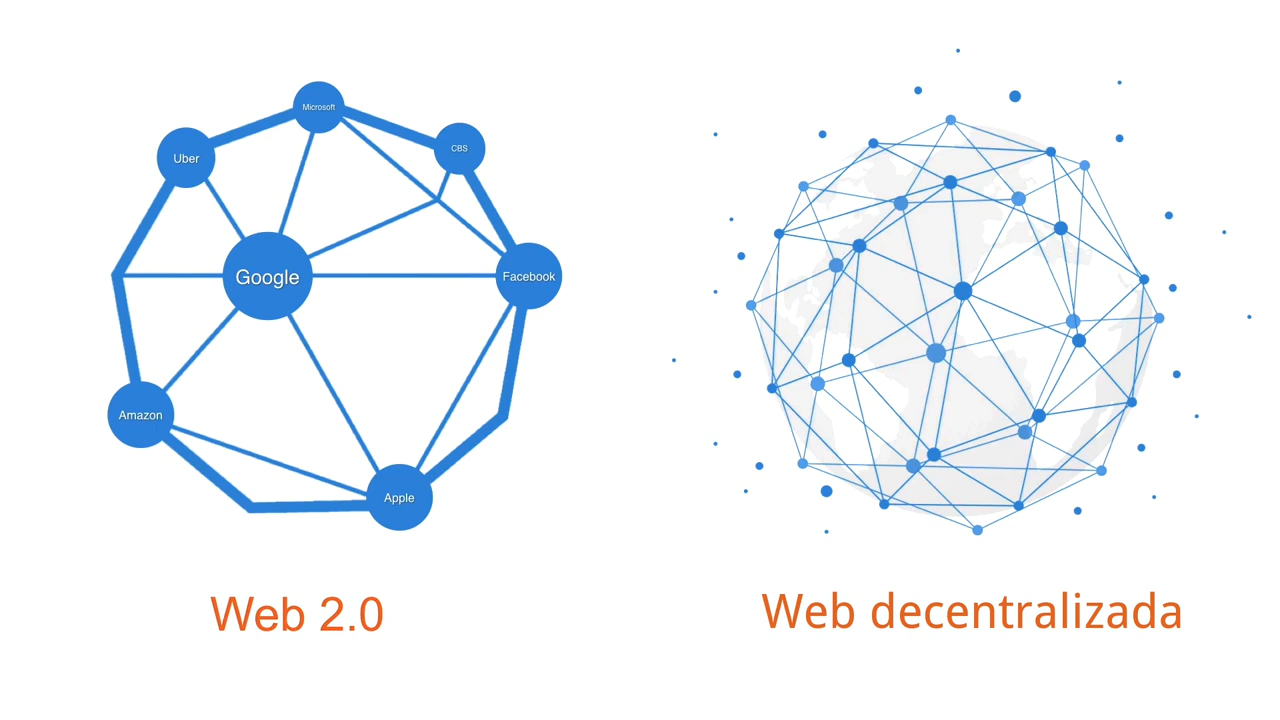 Microsoft
CBS
Uber
Google
Facebook
Amazon
Apple
Web 2.0
Web decentralizada